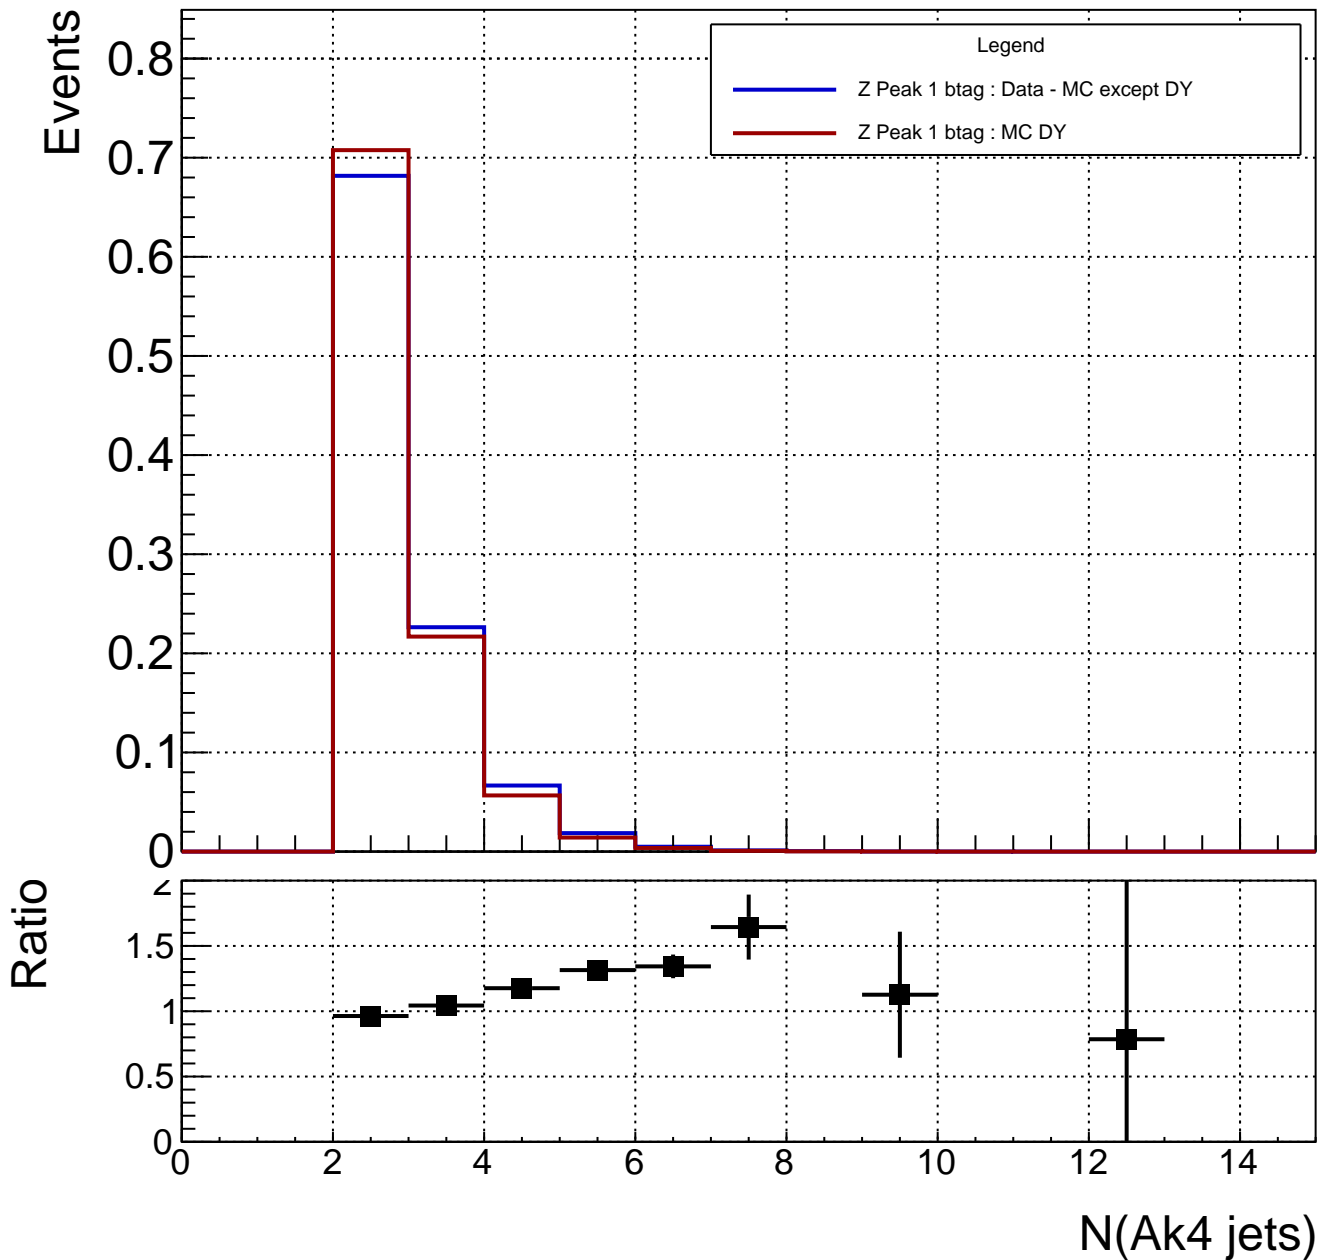 Events
0.8
0.7
0.6
0.5
0.4
0.3
0.2
0.1
0
Legend
Z Peak 1 btag : Data - MC except DY
Z Peak 1 btag : MC DY
Ratio
2
1.5
1
0.5
0
0 2 4 6 8 10 12 14
N(Ak4 jets)